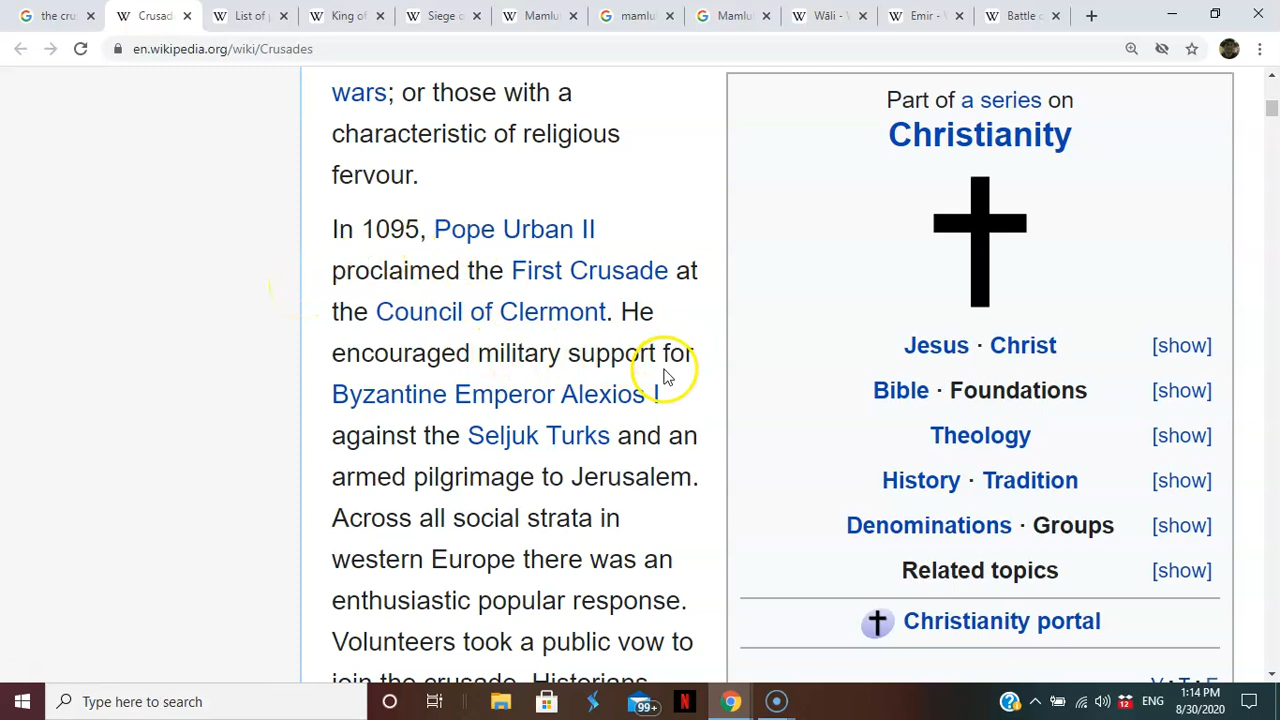 the cru
Crusad
List of p
King of
Siege o
Mamlu
mamlu
Mamlu
Wāli - W
Emir - W
Battle o
en.wikipedia.org/wiki/Crusades
wars; or those with a
characteristic of religious
fervour.
In 1095, Pope Urban II
proclaimed the First Crusade at
the Council of Clermont. He
encouraged military support for
Byzantine Emperor Alexios I
against the Seljuk Turks and an
armed pilgrimage to Jerusalem.
Across all social strata in
western Europe there was an
enthusiastic popular response.
Volunteers took a public vow to
join the crusade. Historians
Part of a series on
Christianity
Jesus · Christ [show]
Bible · Foundations [show]
Theology [show]
History · Tradition [show]
Denominations · Groups [show]
Related topics [show]
Christianity portal
V · T · E
Type here to search
99+
N
12
ENG
1:14 PM
8/30/2020